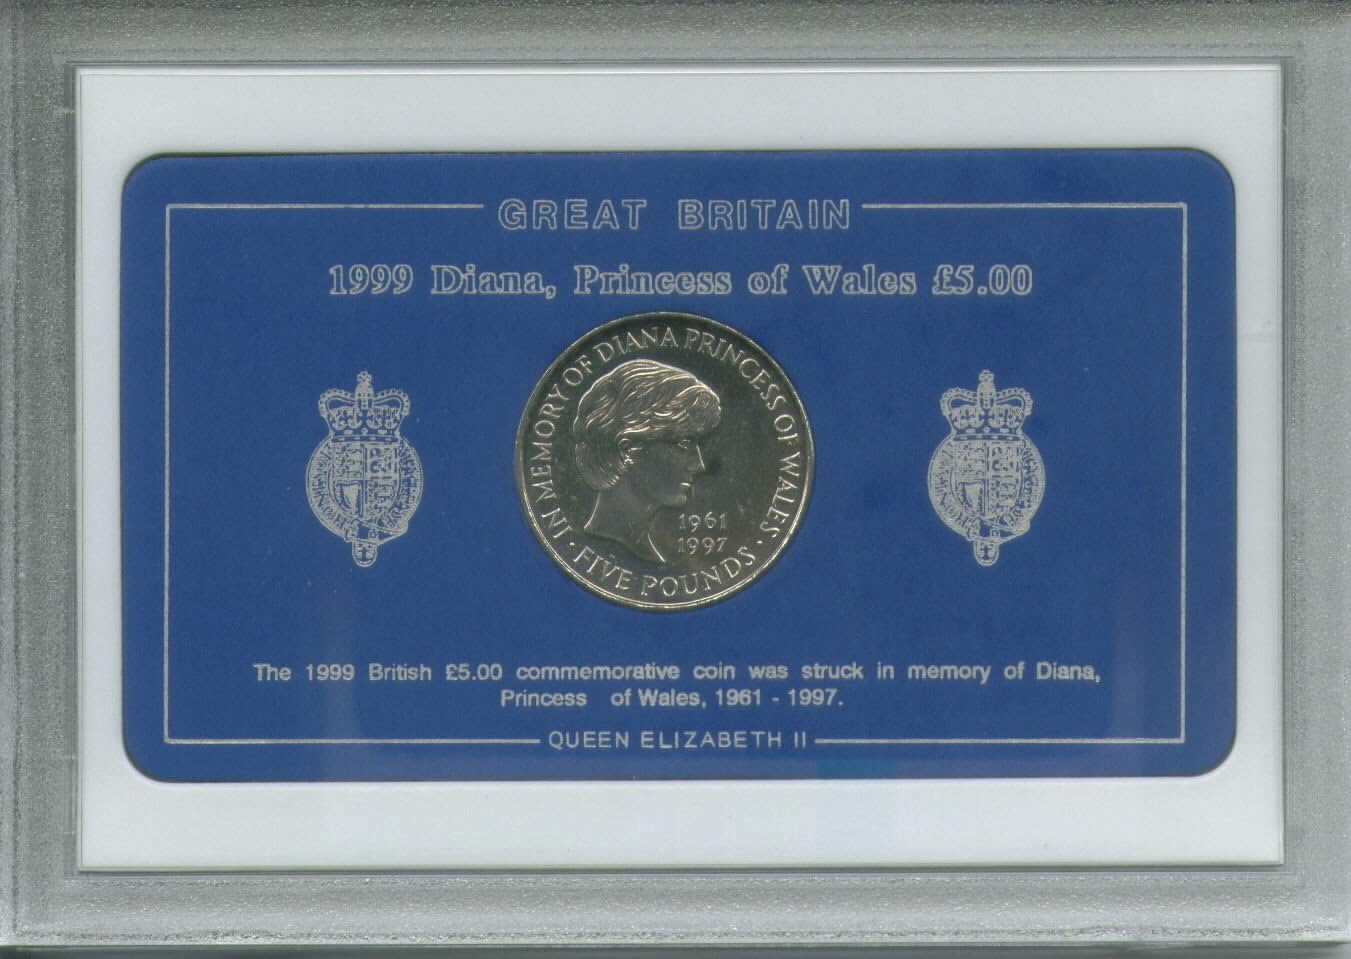 GREAT BRITAIN
1999 Diana, Princess of Wales £5.00
IN MEMORY OF DIANA PRINCESS OF WALES
1961
1997
· FIVE POUNDS ·
The 1999 British £5.00 commemorative coin was struck in memory of Diana,
Princess of Wales, 1961 - 1997.
QUEEN ELIZABETH II